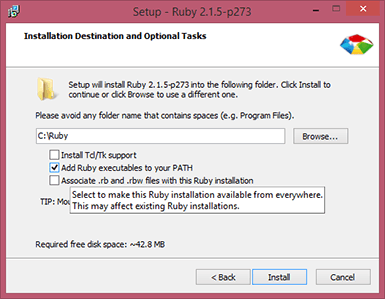 Setup - Ruby 2.1.5-p273
Installation Destination and Optional Tasks
Setup will install Ruby 2.1.5-p273 into the following folder. Click Install to
continue or click Browse to use a different one.
Please avoid any folder name that contains spaces (e.g. Program Files).
C:\Ruby
Browse...
Install Tcl/Tk support
Add Ruby executables to your PATH
Associate .rb and .rbw files with this Ruby installation
TIP: Mou
Select to make this Ruby installation available from everywhere.
This may affect existing Ruby installations.
Required free disk space: ~42.8 MB
< Back
Install
Cancel